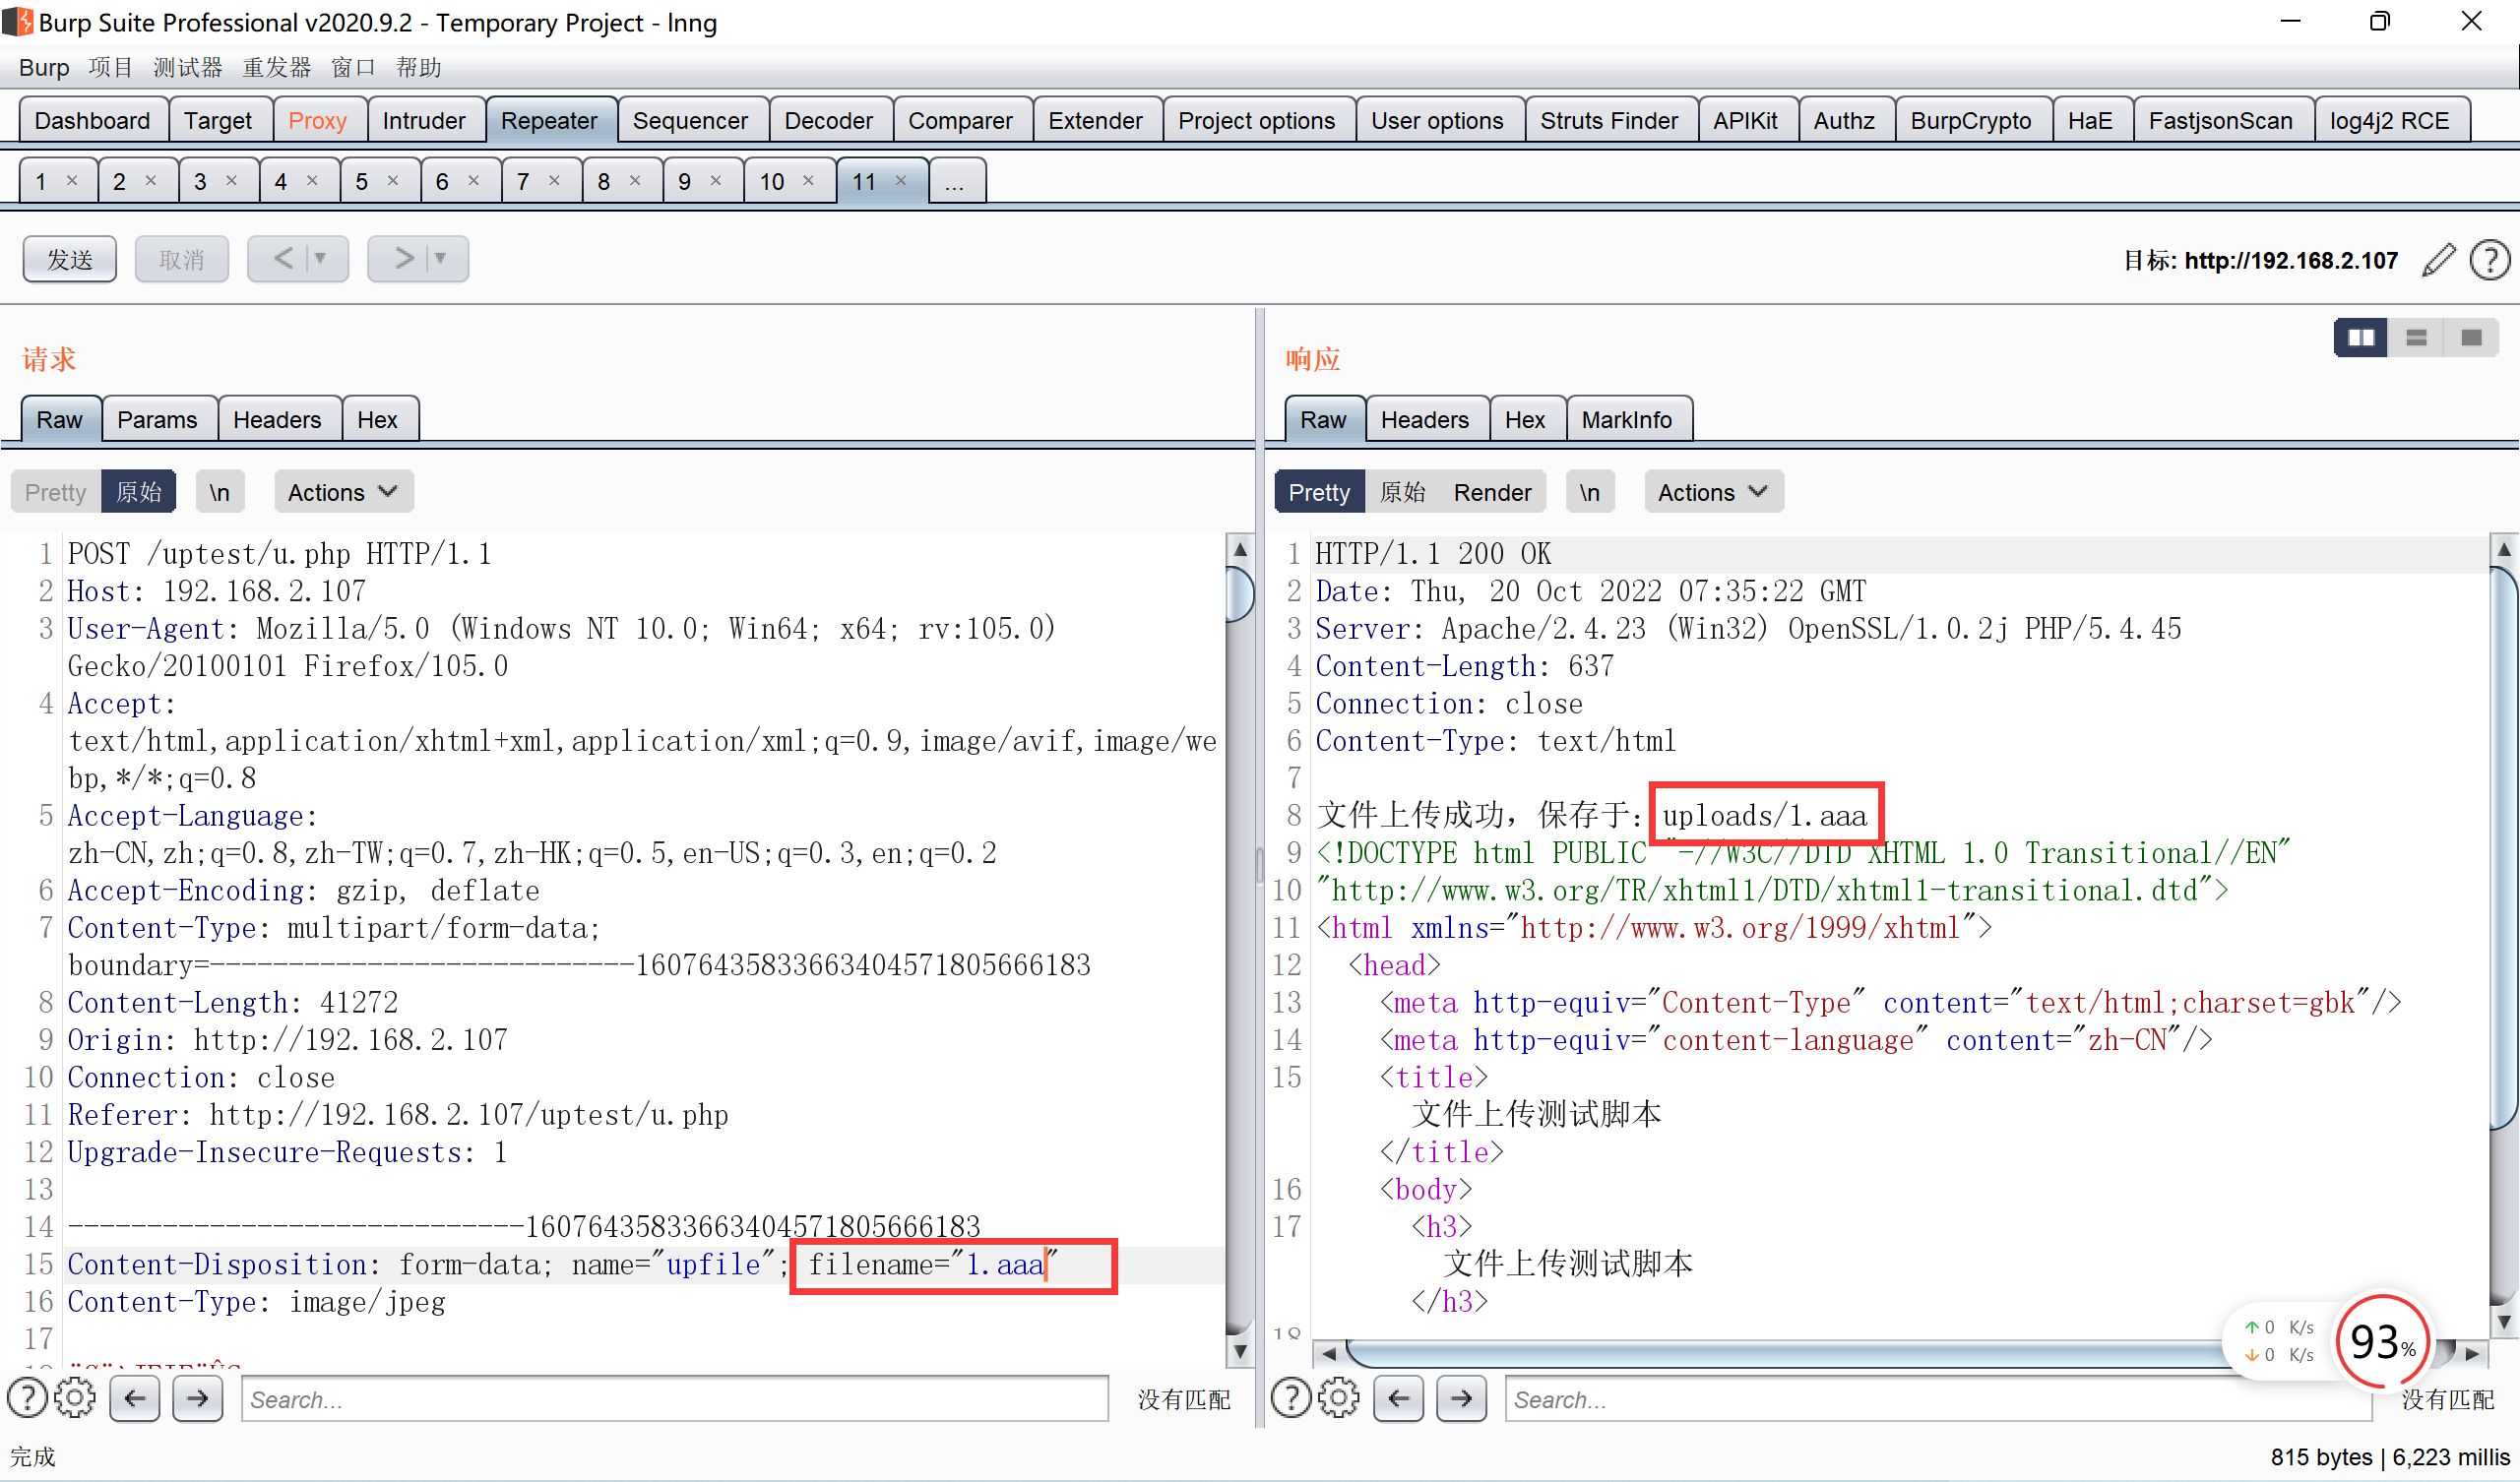 Burp Suite Professional v2020.9.2 - Temporary Project - lnng
Burp 项目 测试器 重发器 窗口 帮助
Dashboard Target Proxy Intruder Repeater Sequencer Decoder Comparer Extender Project options User options Struts Finder APIKit Authz BurpCrypto HaE FastjsonScan log4j2 RCE
1 × 2 × 3 × 4 × 5 × 6 × 7 × 8 × 9 × 10 × 11 × ...
发送 取消 < > 目标: http://192.168.2.107 ?
请求
Raw Params Headers Hex
Pretty 原始 \n Actions
1 POST /uptest/u.php HTTP/1.1
2 Host: 192.168.2.107
3 User-Agent: Mozilla/5.0 (Windows NT 10.0; Win64; x64; rv:105.0)
Gecko/20100101 Firefox/105.0
4 Accept:
text/html,application/xhtml+xml,application/xml;q=0.9,image/avif,image/we
bp,*/*;q=0.8
5 Accept-Language:
zh-CN,zh;q=0.8,zh-TW;q=0.7,zh-HK;q=0.5,en-US;q=0.3,en;q=0.2
6 Accept-Encoding: gzip, deflate
7 Content-Type: multipart/form-data;
boundary=---------------------------16076435833663404571805666183
8 Content-Length: 41272
9 Origin: http://192.168.2.107
10 Connection: close
11 Referer: http://192.168.2.107/uptest/u.php
12 Upgrade-Insecure-Requests: 1
13
14 -----------------------------16076435833663404571805666183
15 Content-Disposition: form-data; name="upfile"; filename="1.aaa"
16 Content-Type: image/jpeg
17
? Search... 没有匹配
响应
Raw Headers Hex MarkInfo
Pretty 原始 Render \n Actions
1 HTTP/1.1 200 OK
2 Date: Thu, 20 Oct 2022 07:35:22 GMT
3 Server: Apache/2.4.23 (Win32) OpenSSL/1.0.2j PHP/5.4.45
4 Content-Length: 637
5 Connection: close
6 Content-Type: text/html
7
8 文件上传成功，保存于：uploads/1.aaa
9 <!DOCTYPE html PUBLIC "-//W3C//DTD XHTML 1.0 Transitional//EN"
10 "http://www.w3.org/TR/xhtml1/DTD/xhtml1-transitional.dtd">
11 <html xmlns="http://www.w3.org/1999/xhtml">
12 <head>
13 <meta http-equiv="Content-Type" content="text/html;charset=gbk"/>
14 <meta http-equiv="content-language" content="zh-CN"/>
15 <title>
文件上传测试脚本
</title>
16 <body>
17 <h3>
文件上传测试脚本
</h3>
18
↑ 0 K/s
↓ 0 K/s
93%
? Search... 没有匹配
完成 815 bytes | 6,223 millis